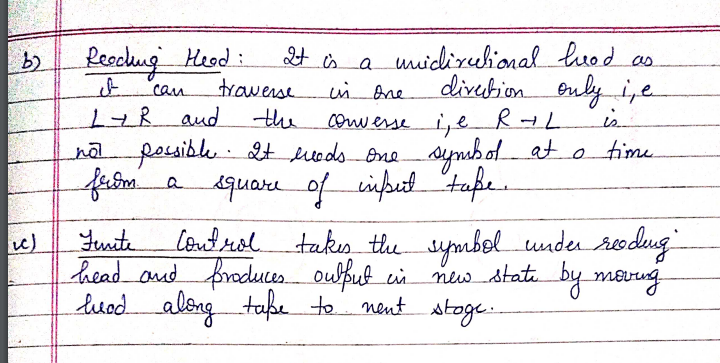 b) Reading Head : It is a unidirectional head as
it can traverse in one direction only i,e
L → R and the converse i,e R → L is
not possible. It reads one symbol at a time
from a square of input tape.
c) Finite Control takes the symbol under reading
head and produces output in new state by moving
head along tape to next stage.